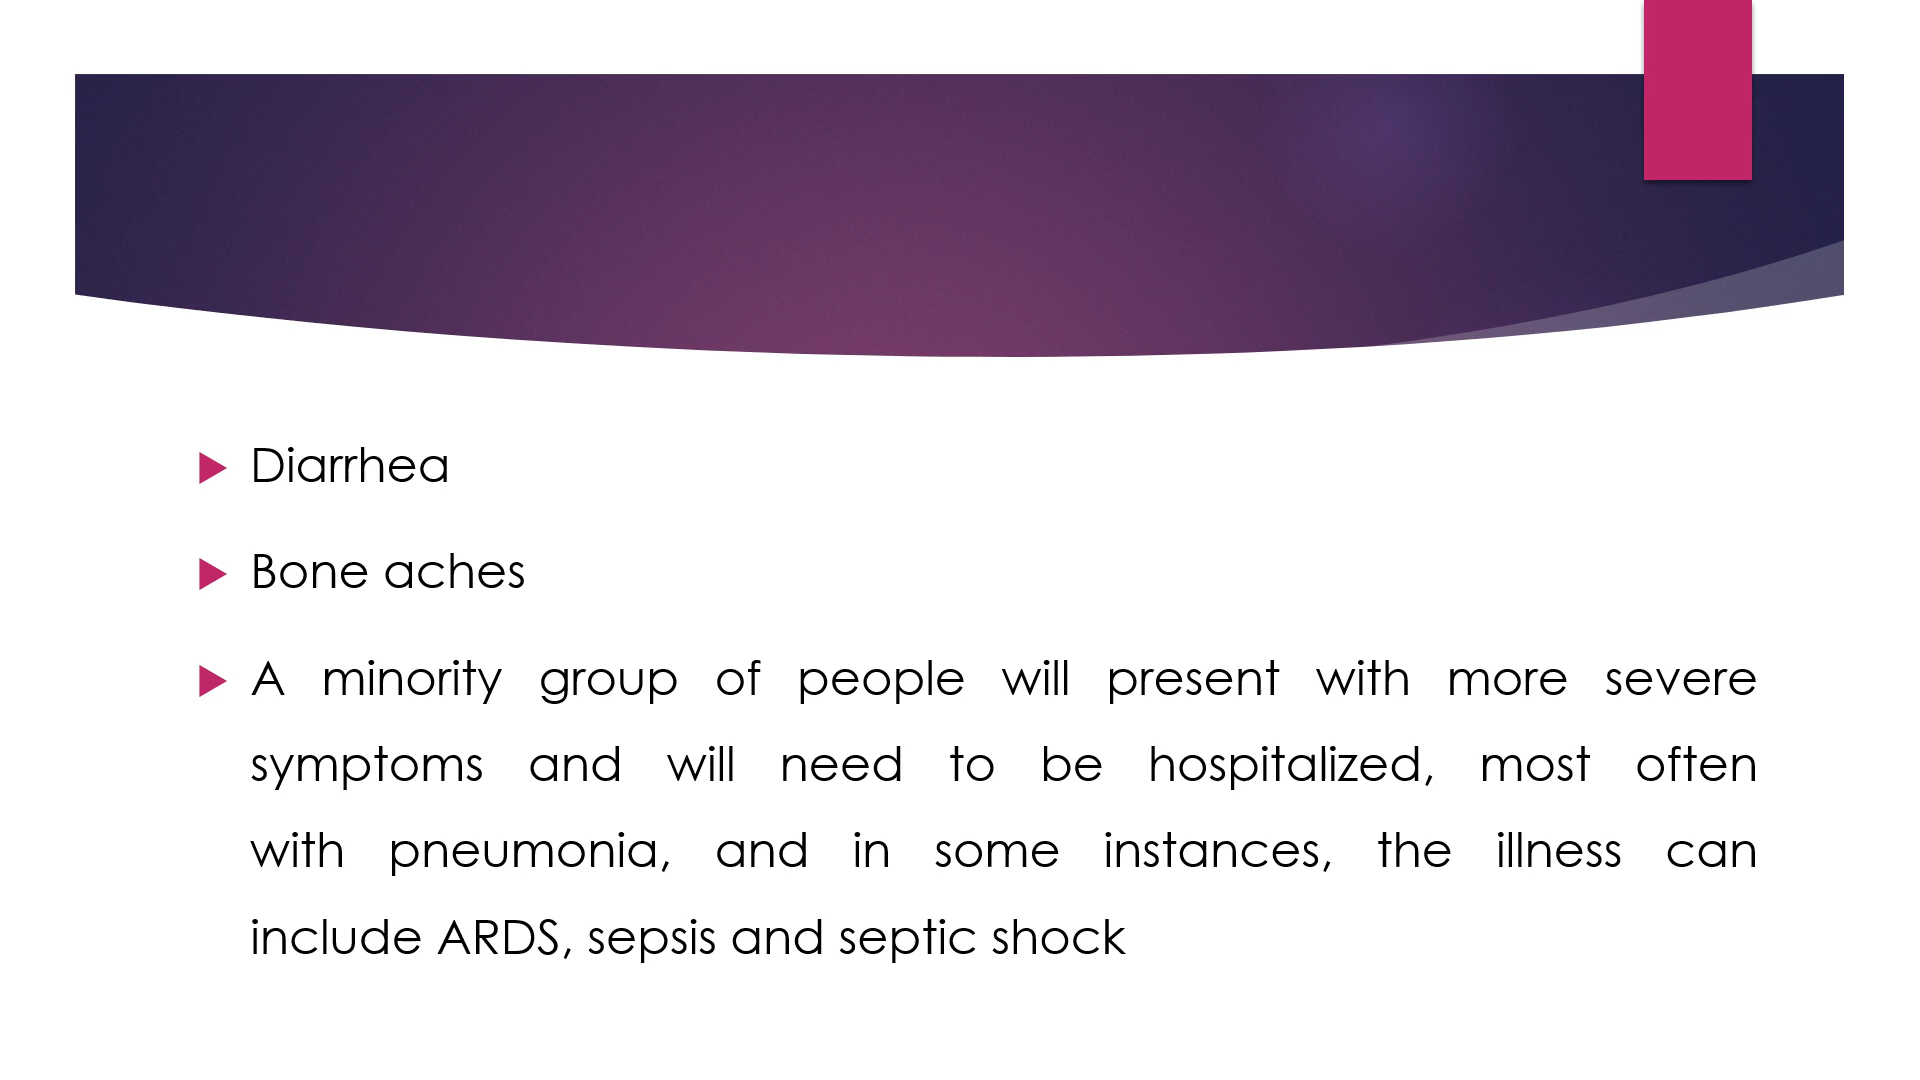 Diarrhea
Bone aches
A minority group of people will present with more severe
symptoms and will need to be hospitalized, most often
with pneumonia, and in some instances, the illness can
include ARDS, sepsis and septic shock